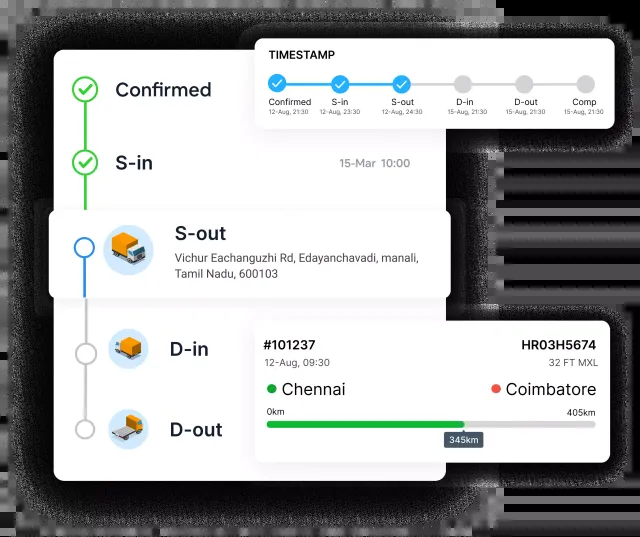 TIMESTAMP
Confirmed S-in S-out D-in D-out Comp
12-Aug, 21:30 12-Aug, 23:30 12-Aug, 24:30 15-Aug, 21:30 15-Aug, 21:30 15-Aug, 21:30
Confirmed
S-in 15-Mar 10:00
S-out
Vichur Eachanguzhi Rd, Edayanchavadi, manali,
Tamil Nadu, 600103
D-in
D-out
#101237 HR03H5674
12-Aug, 09:30 32 FT MXL
Chennai Coimbatore
0km 405km
345km